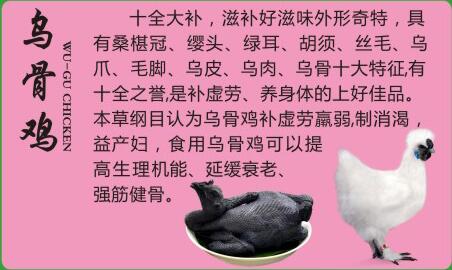 乌骨鸡
WU-GU CHICKEN
十全大补，滋补好滋味外形奇特，具
有桑椹冠、缨头、绿耳、胡须、丝毛、乌
爪、毛脚、乌皮、乌肉、乌骨十大特征,有
十全之誉,是补虚劳、养身体的上好佳品。
本草纲目认为乌骨鸡补虚劳羸弱,制消渴，
益产妇，食用乌骨鸡可以提
高生理机能、延缓衰老、
强筋健骨。